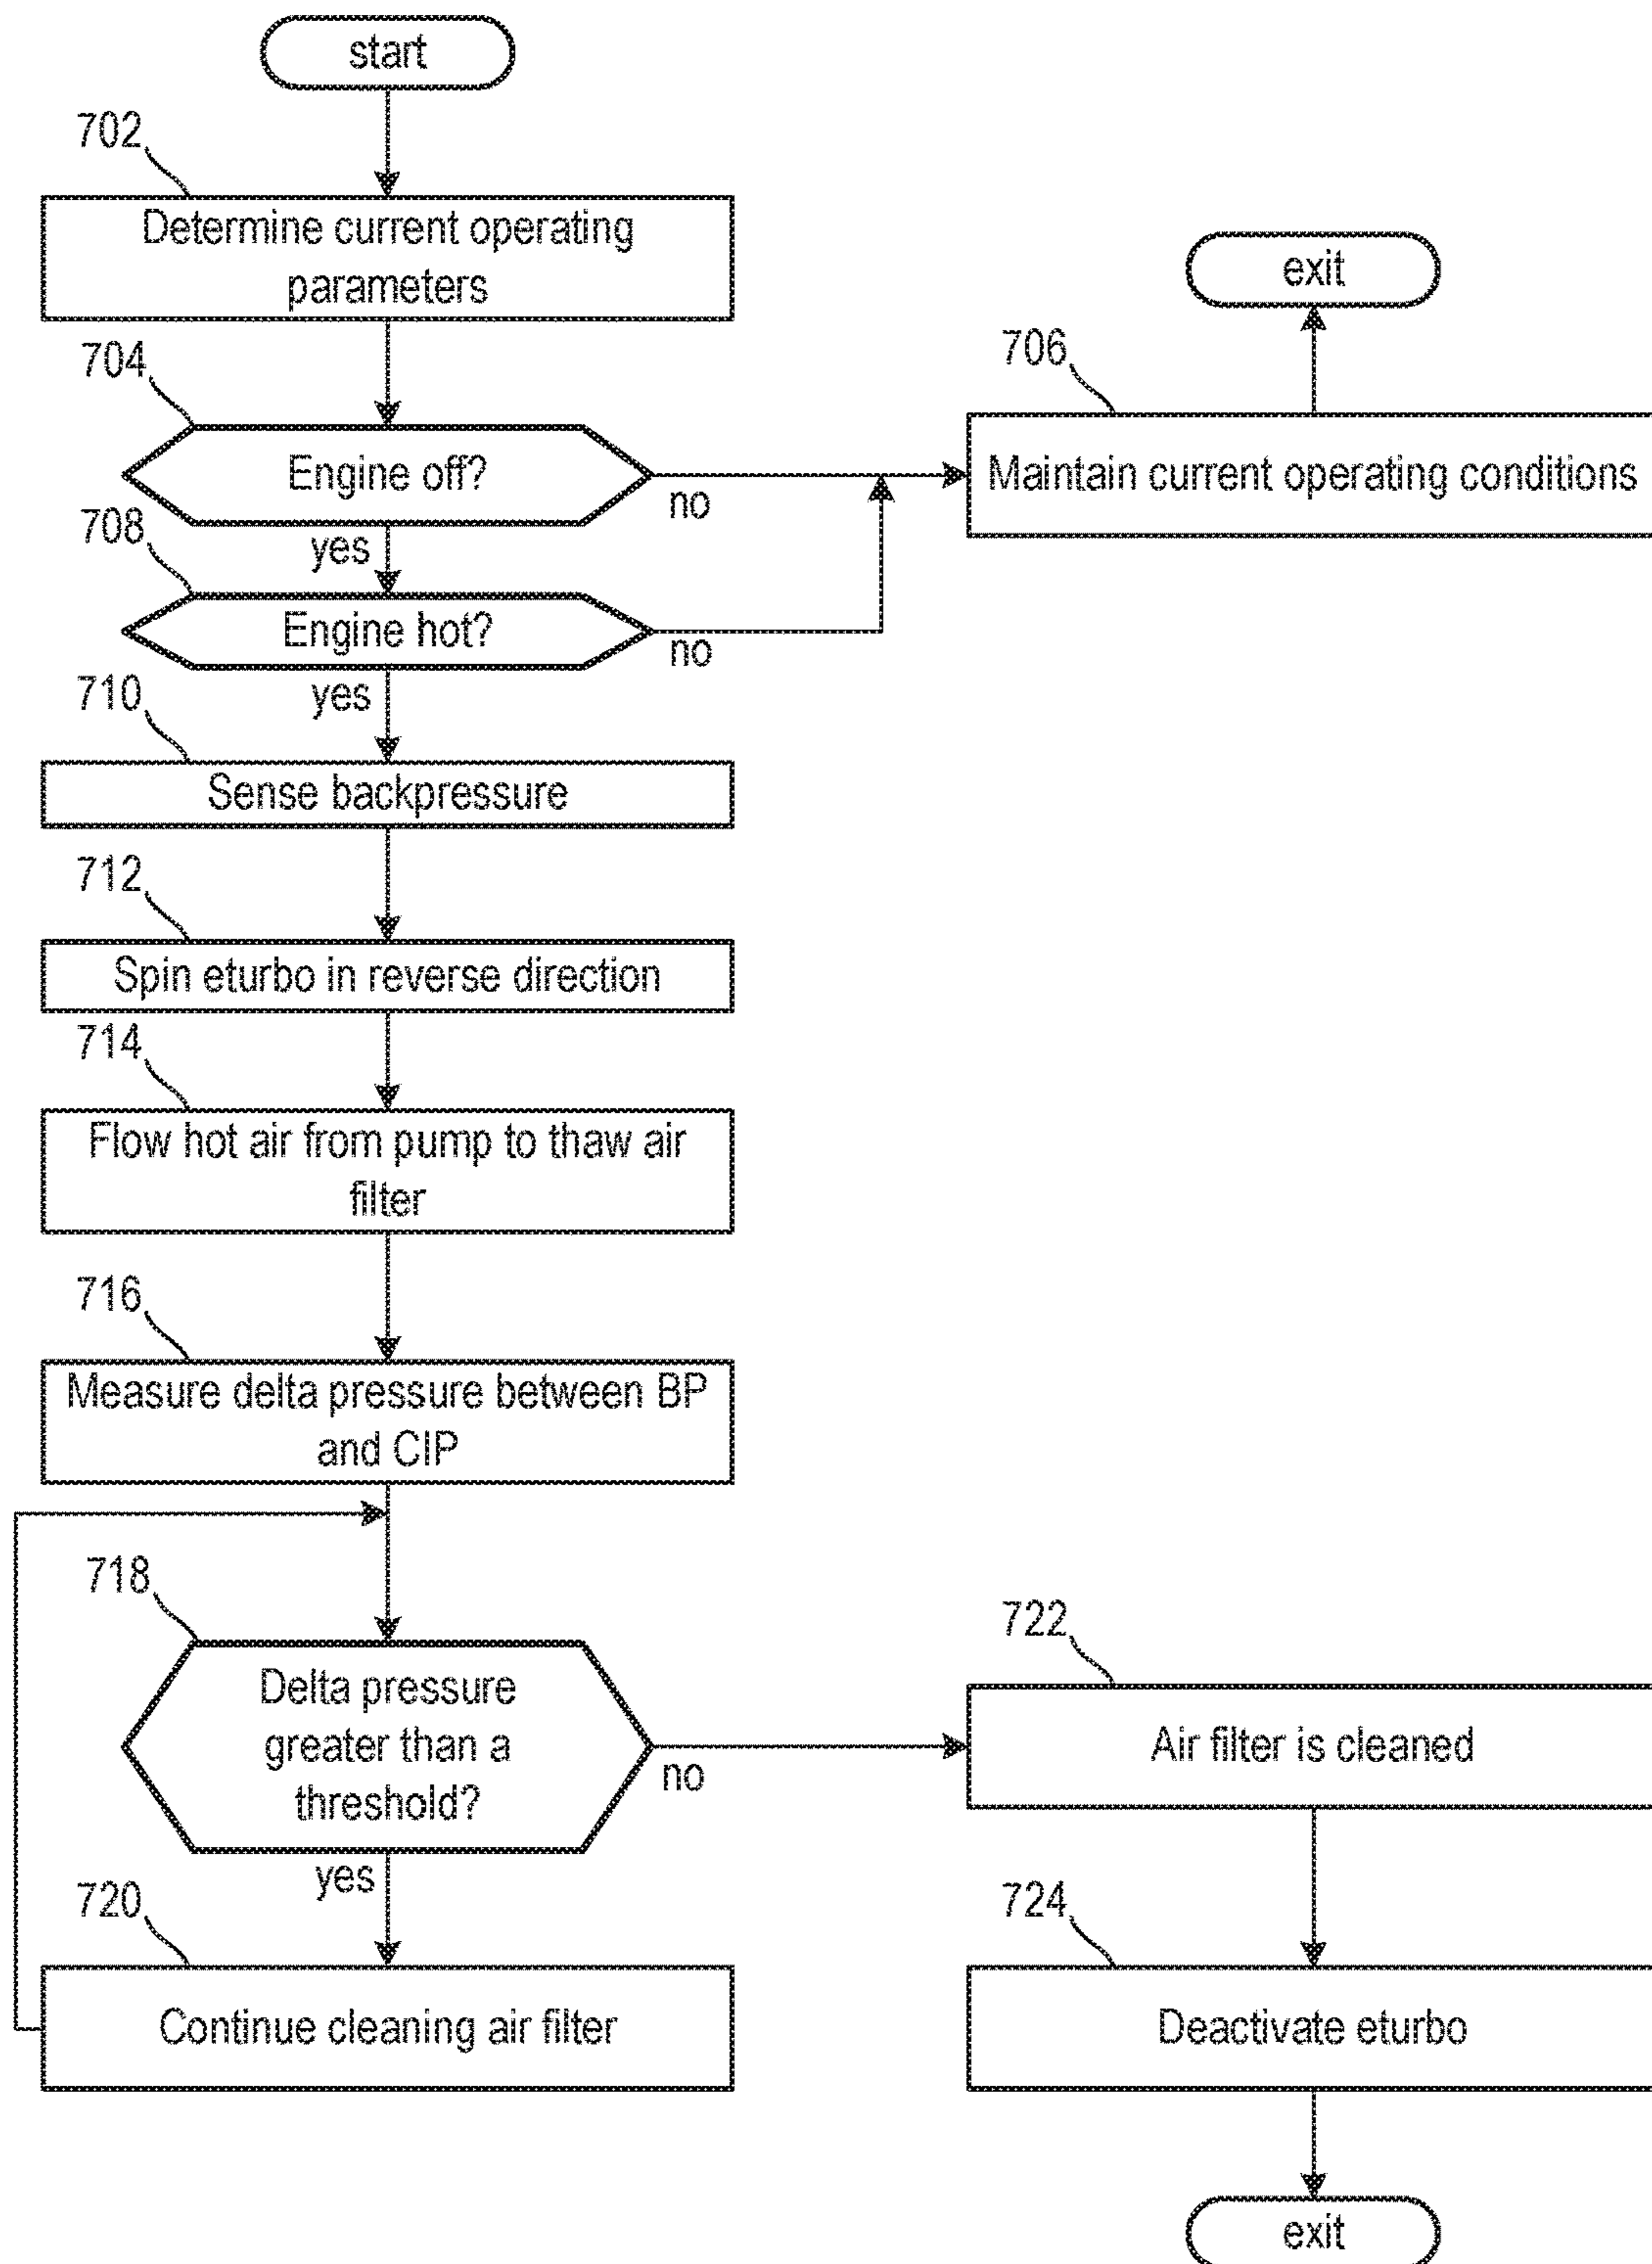 start
702
Determine current operating
parameters
exit
704
706
Engine off?
no
Maintain current operating conditions
yes
708
Engine hot?
no
yes
710
Sense backpressure
712
Spin eturbo in reverse direction
714
Flow hot air from pump to thaw air
filter
716
Measure delta pressure between BP
and CIP
718
Delta pressure
greater than a
threshold?
no
722
Air filter is cleaned
yes
720
Continue cleaning air filter
724
Deactivate eturbo
exit